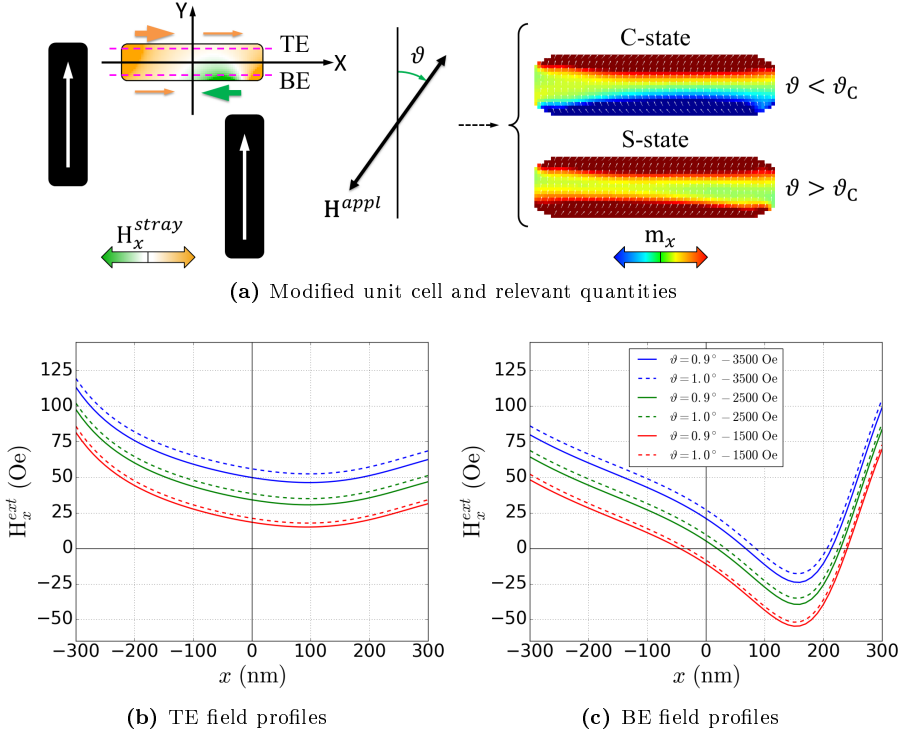 Y
TE
X
BE
H_x^{stray}
ϑ
H^{appl}
C-state
ϑ < ϑ_C
S-state
ϑ > ϑ_C
m_x
(a) Modified unit cell and relevant quantities
H_x^{ext} (Oe)
125
100
75
50
25
0
−25
−50
−300 −200 −100 0 100 200 300
x (nm)
(b) TE field profiles
H_x^{ext} (Oe)
125
100
75
50
25
0
−25
−50
ϑ = 0.9° − 3500 Oe
ϑ = 1.0° − 3500 Oe
ϑ = 0.9° − 2500 Oe
ϑ = 1.0° − 2500 Oe
ϑ = 0.9° − 1500 Oe
ϑ = 1.0° − 1500 Oe
−300 −200 −100 0 100 200 300
x (nm)
(c) BE field profiles